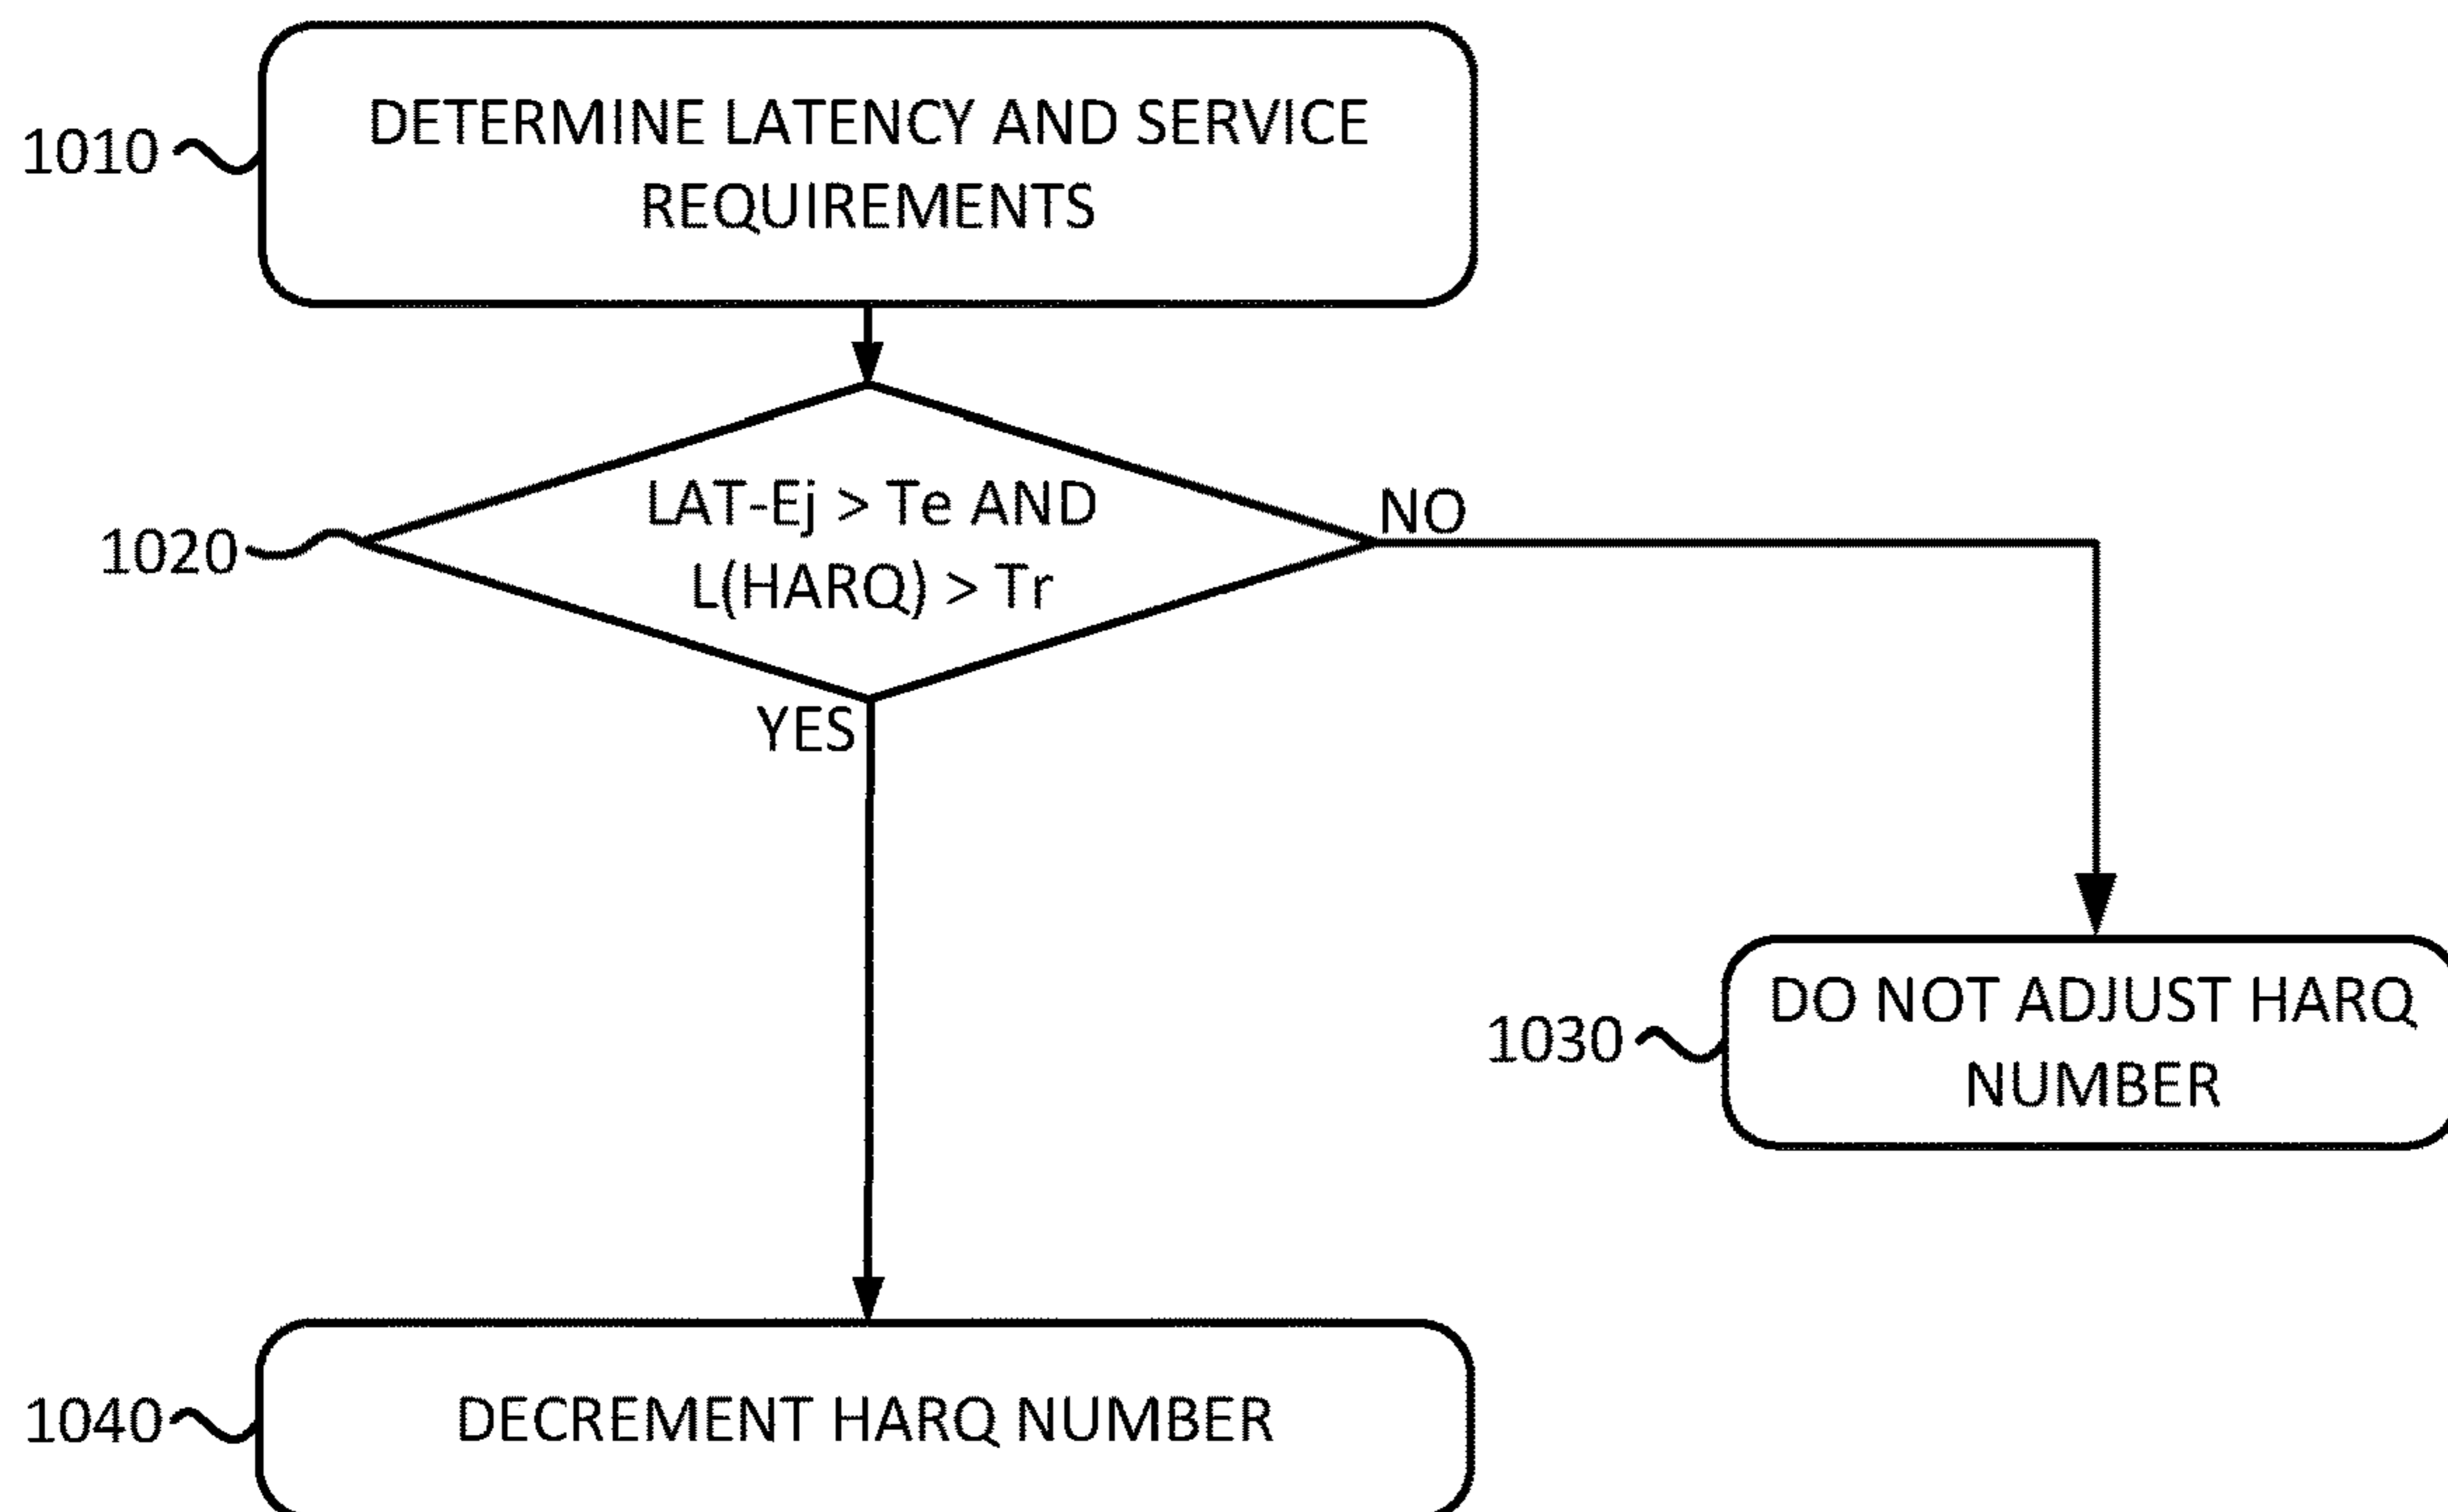 1010
DETERMINE LATENCY AND SERVICE
REQUIREMENTS
1020
LAT-Ej > Te AND
L(HARQ) > Tr
NO
YES
1030
DO NOT ADJUST HARQ
NUMBER
1040
DECREMENT HARQ NUMBER